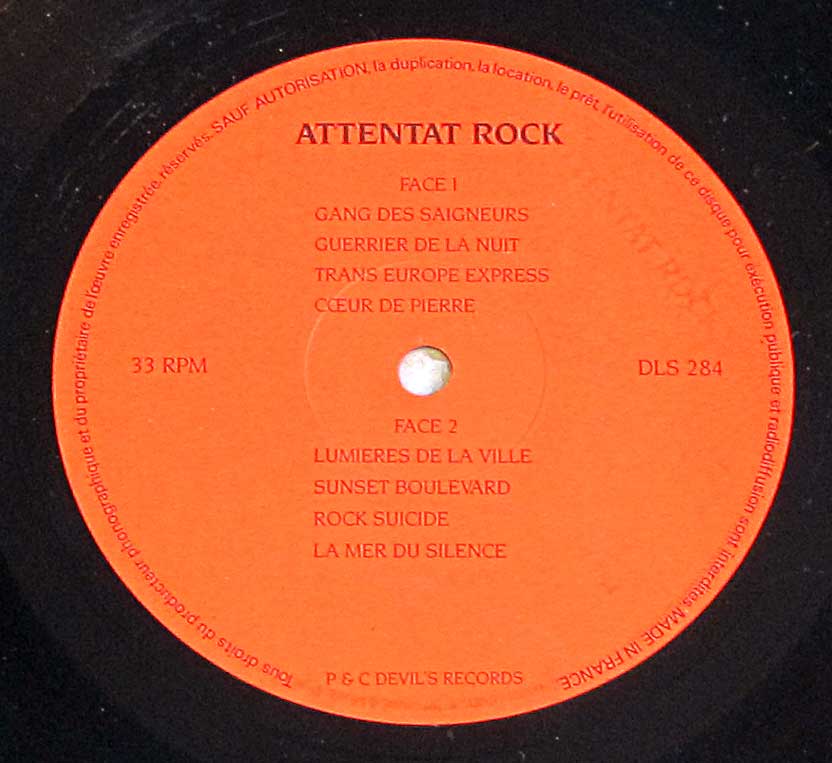 Tous droits du producteur phonographique et du propriétaire de l'œuvre enregistrée, réservés. SAUF AUTORISATION, la duplication, la location, le prêt, l'utilisation de ce disque pour exécution publique et radiodiffusion sont interdites. MADE IN FRANCE.
ATTENTAT ROCK
FACE 1
GANG DES SAIGNEURS
GUERRIER DE LA NUIT
TRANS EUROPE EXPRESS
CŒUR DE PIERRE
33 RPM
DLS 284
FACE 2
LUMIERES DE LA VILLE
SUNSET BOULEVARD
ROCK SUICIDE
LA MER DU SILENCE
P & C DEVIL'S RECORDS